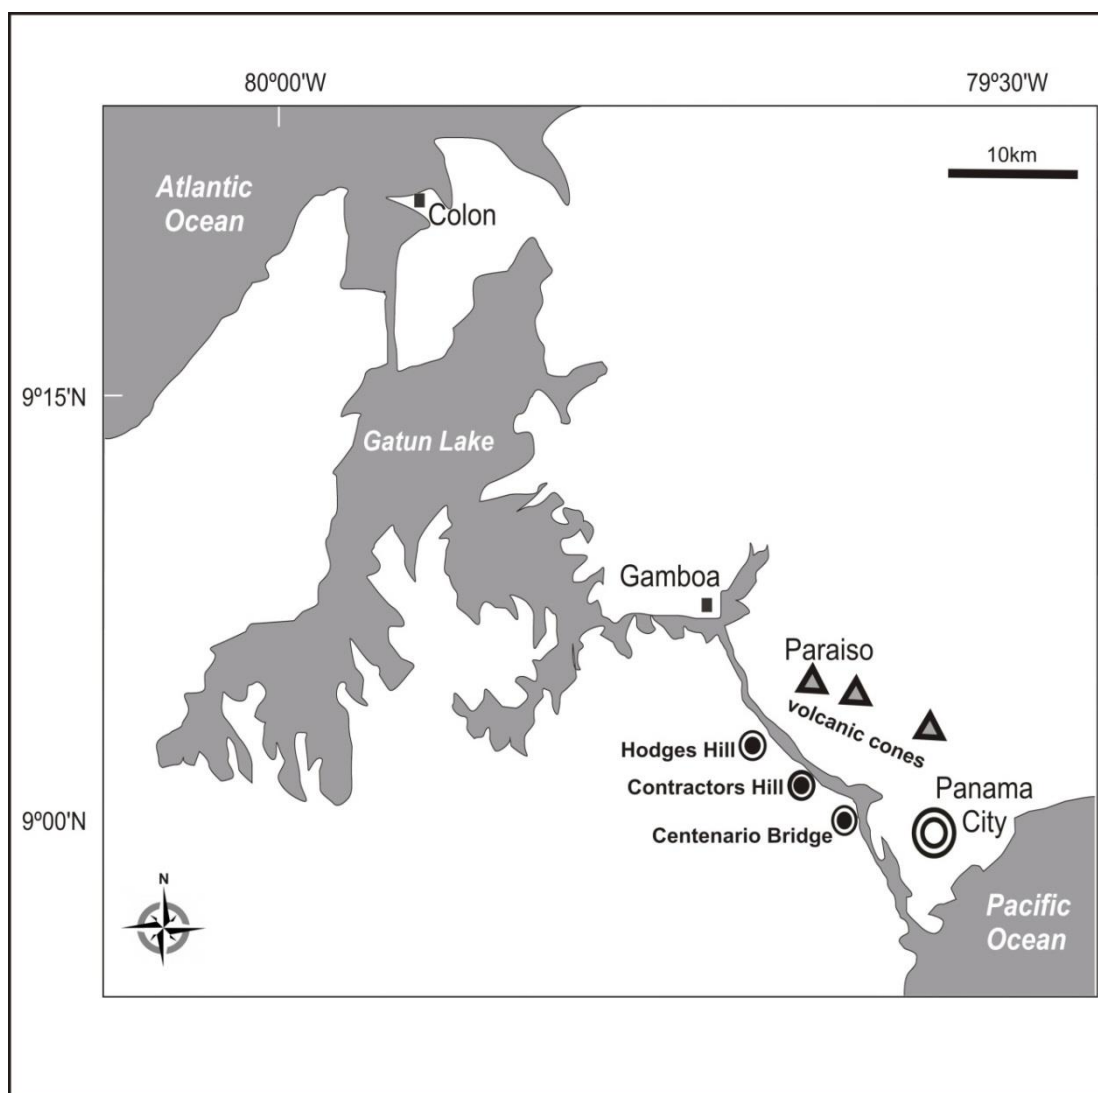 80º00'W
79º30'W
10km
Atlantic
Ocean
Colon
9º15'N
Gatun Lake
Gamboa
Paraiso
volcanic cones
Hodges Hill
Contractors Hill
Panama
City
9º00'N
Centenario Bridge
N
Pacific
Ocean